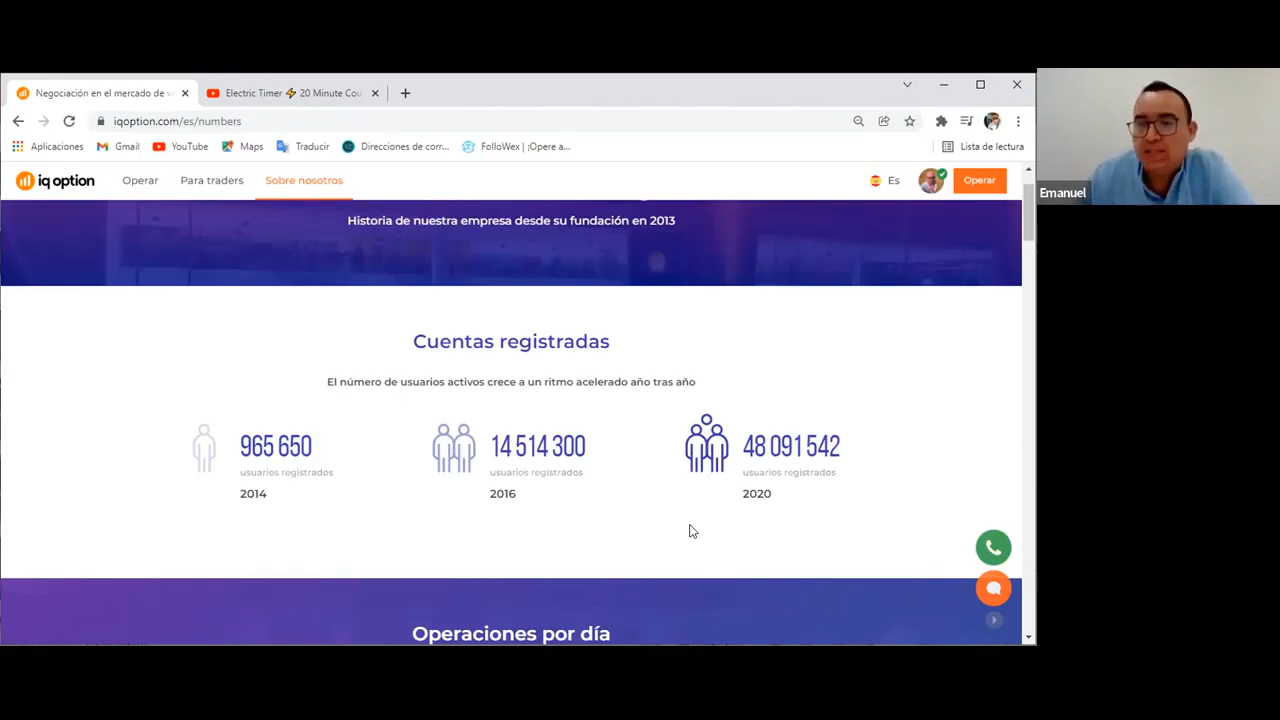 Negociación en el mercado de v
Electric Timer ⚡ 20 Minute Cou
iqoption.com/es/numbers
Aplicaciones
Gmail
YouTube
Maps
Traducir
Direcciones de cor...
FolloWex | ¡Opere a...
Lista de lectura
iq option
Operar
Para traders
Sobre nosotros
Es
Operar
Emanuel
Historia de nuestra empresa desde su fundación en 2013
Cuentas registradas
El número de usuarios activos crece a un ritmo acelerado año tras año
965 650
usuarios registrados
2014
14 514 300
usuarios registrados
2016
48 091 542
usuarios registrados
2020
Operaciones por día